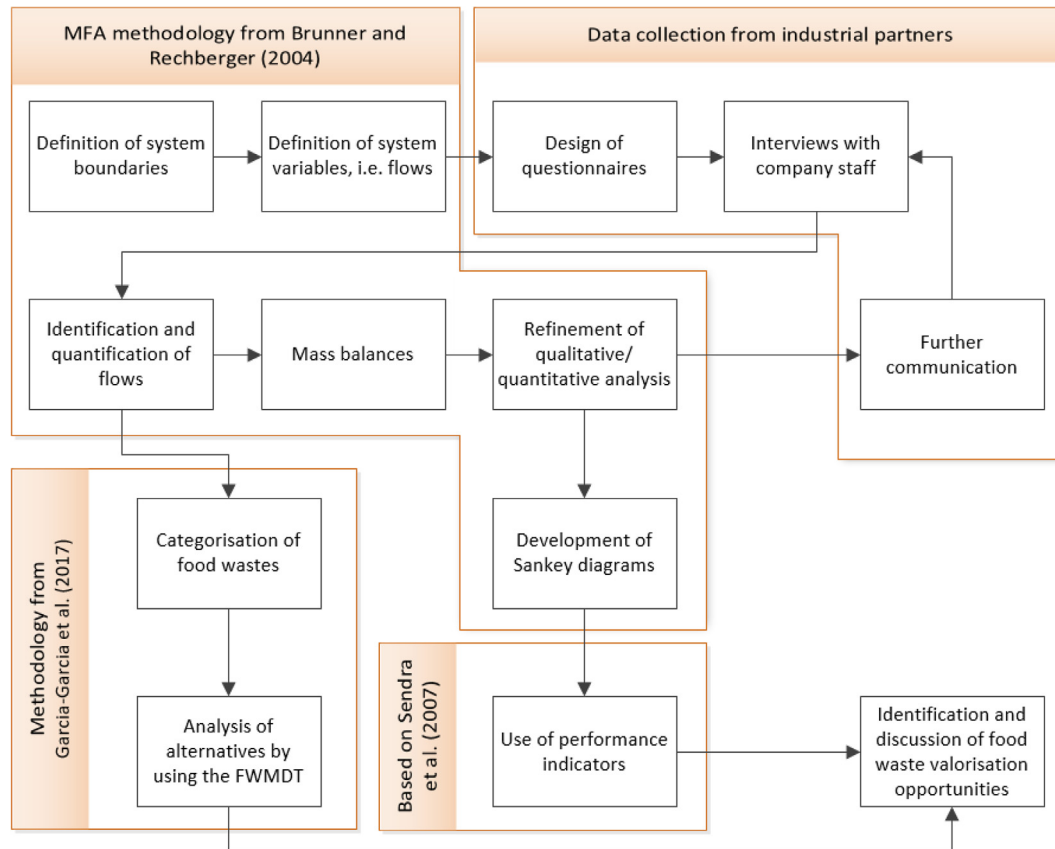 MFA methodology from Brunner and
Rechberger (2004)
Data collection from industrial partners
Definition of system
boundaries
Definition of system
variables, i.e. flows
Design of
questionnaires
Interviews with
company staff
Identification and
quantification of
flows
Mass balances
Refinement of
qualitative/
quantitative analysis
Further
communication
Methodology from
Garcia-Garcia et al. (2017)
Categorisation of
food wastes
Development of
Sankey diagrams
Analysis of
alternatives by
using the FWMDT
Based on Sendra
et al. (2007)
Use of performance
indicators
Identification and
discussion of food
waste valorisation
opportunities